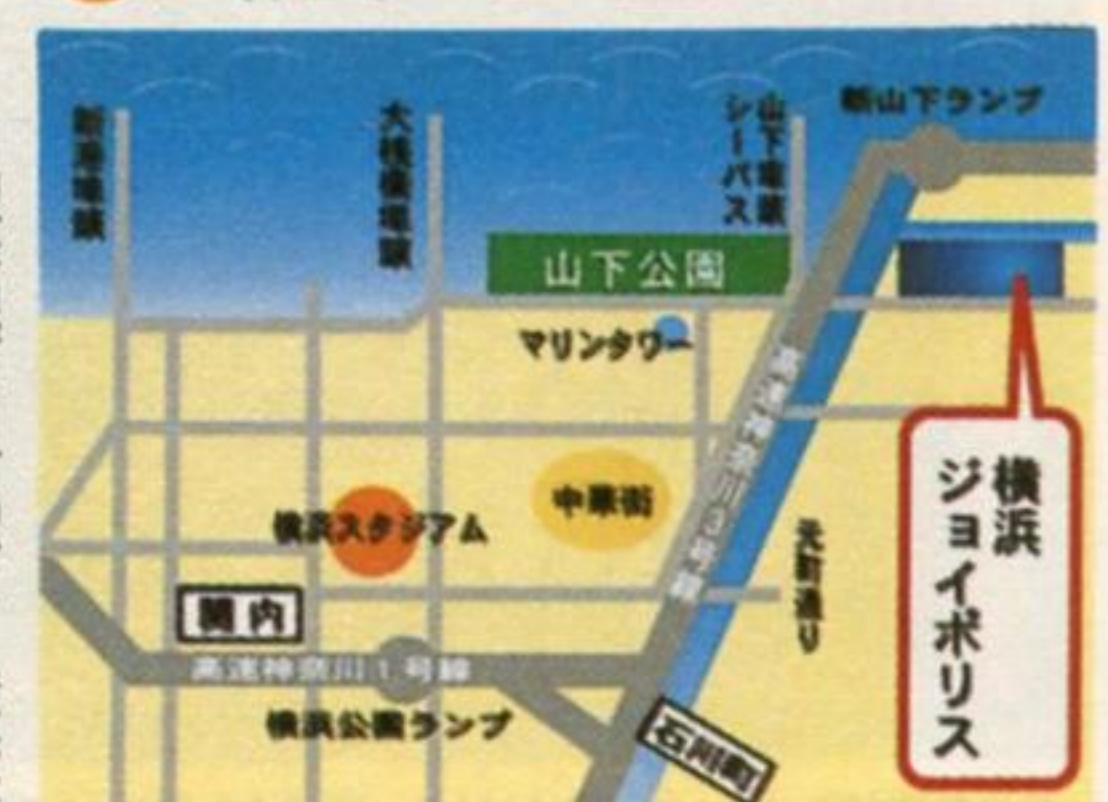 新港埠頭
大桟橋埠頭
山下埠頭
シーバス
新山下ランプ
山下公園
マリンタワー
高速神奈川3号線
中華街
横浜スタジアム
元町通り
横浜
ジョイポリス
関内
高速神奈川1号線
横浜公園ランプ
石川町